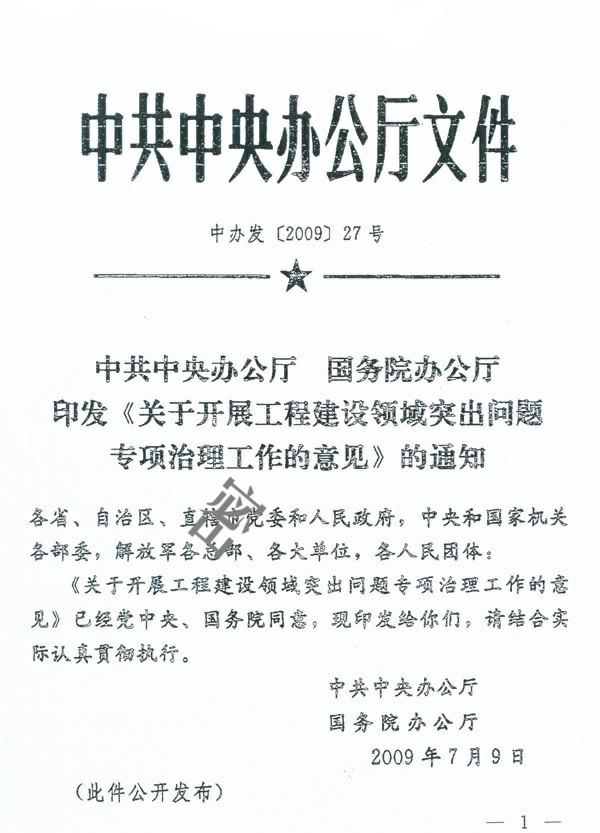 中共中央办公厅文件
中办发〔2009〕27号
中共中央办公厅 国务院办公厅
印发《关于开展工程建设领域突出问题
专项治理工作的意见》的通知
密
各省、自治区、直辖市党委和人民政府，中央和国家机关
各部委，解放军各总部、各大单位，各人民团体：
《关于开展工程建设领域突出问题专项治理工作的意
见》已经党中央、国务院同意，现印发给你们，请结合实
际认真贯彻执行。
中共中央办公厅
国务院办公厅
2009年7月9日
（此件公开发布）
— 1 —